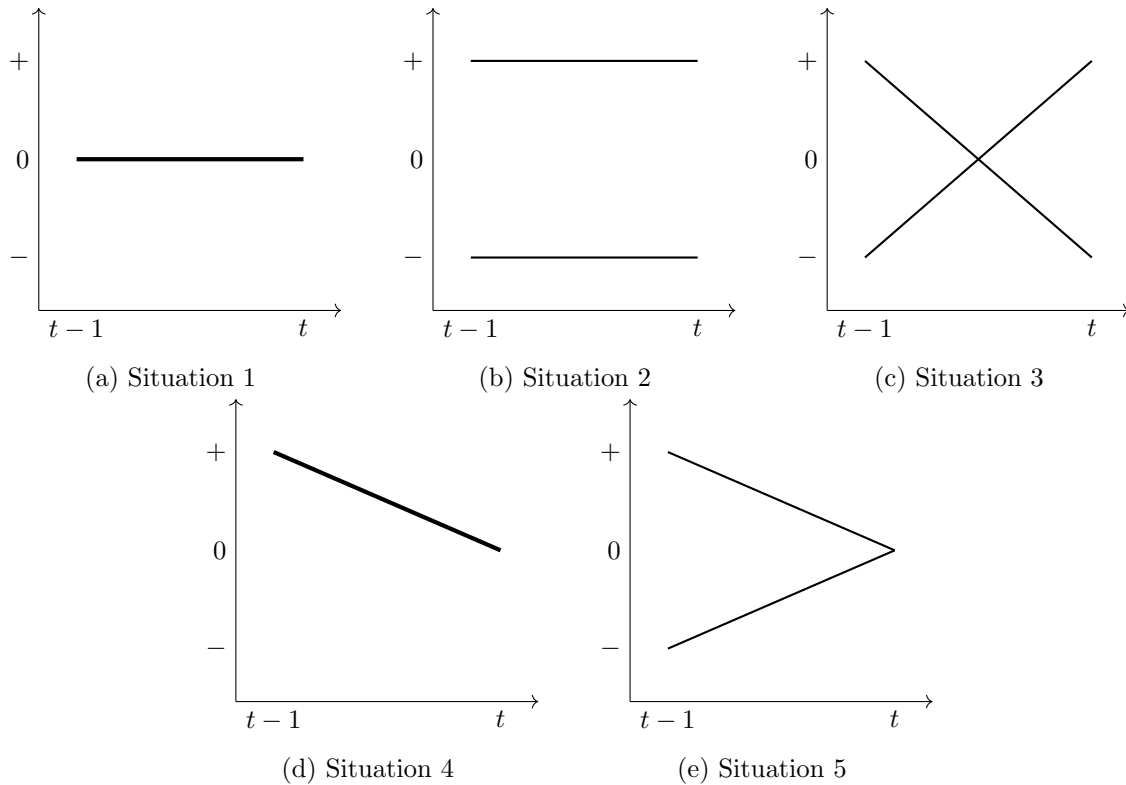 + + +
0 0 0
− − −
t − 1 t t − 1 t t − 1 t
(a) Situation 1 (b) Situation 2 (c) Situation 3
+ +
0 0
− −
t − 1 t t − 1 t
(d) Situation 4 (e) Situation 5